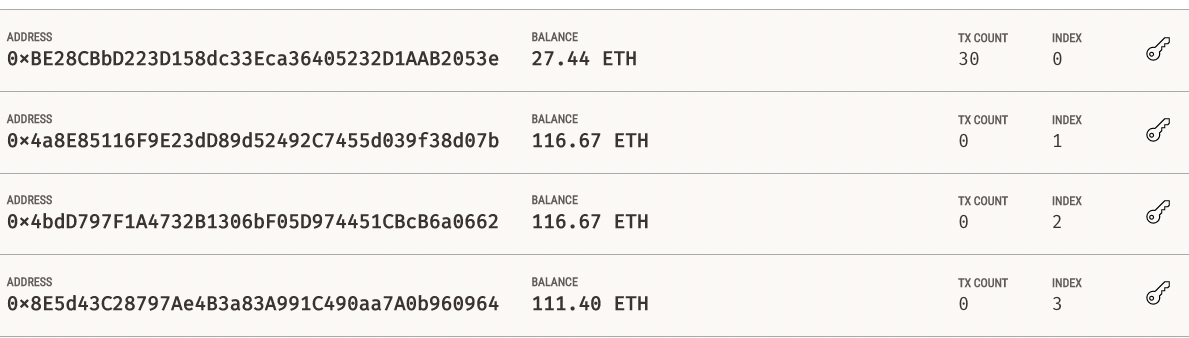 ADDRESS BALANCE TX COUNT INDEX
0×BE28CBbD223D158dc33Eca36405232D1AAB2053e 27.44 ETH 30 0
ADDRESS BALANCE TX COUNT INDEX
0×4a8E85116F9E23dD89d52492C7455d039f38d07b 116.67 ETH 0 1
ADDRESS BALANCE TX COUNT INDEX
0×4bdD797F1A4732B1306bF05D974451CBcB6a0662 116.67 ETH 0 2
ADDRESS BALANCE TX COUNT INDEX
0×8E5d43C28797Ae4B3a83A991C490aa7A0b960964 111.40 ETH 0 3